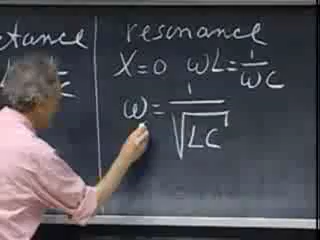 resonance
X=0 ωL=1/ωC
ω=1/√LC